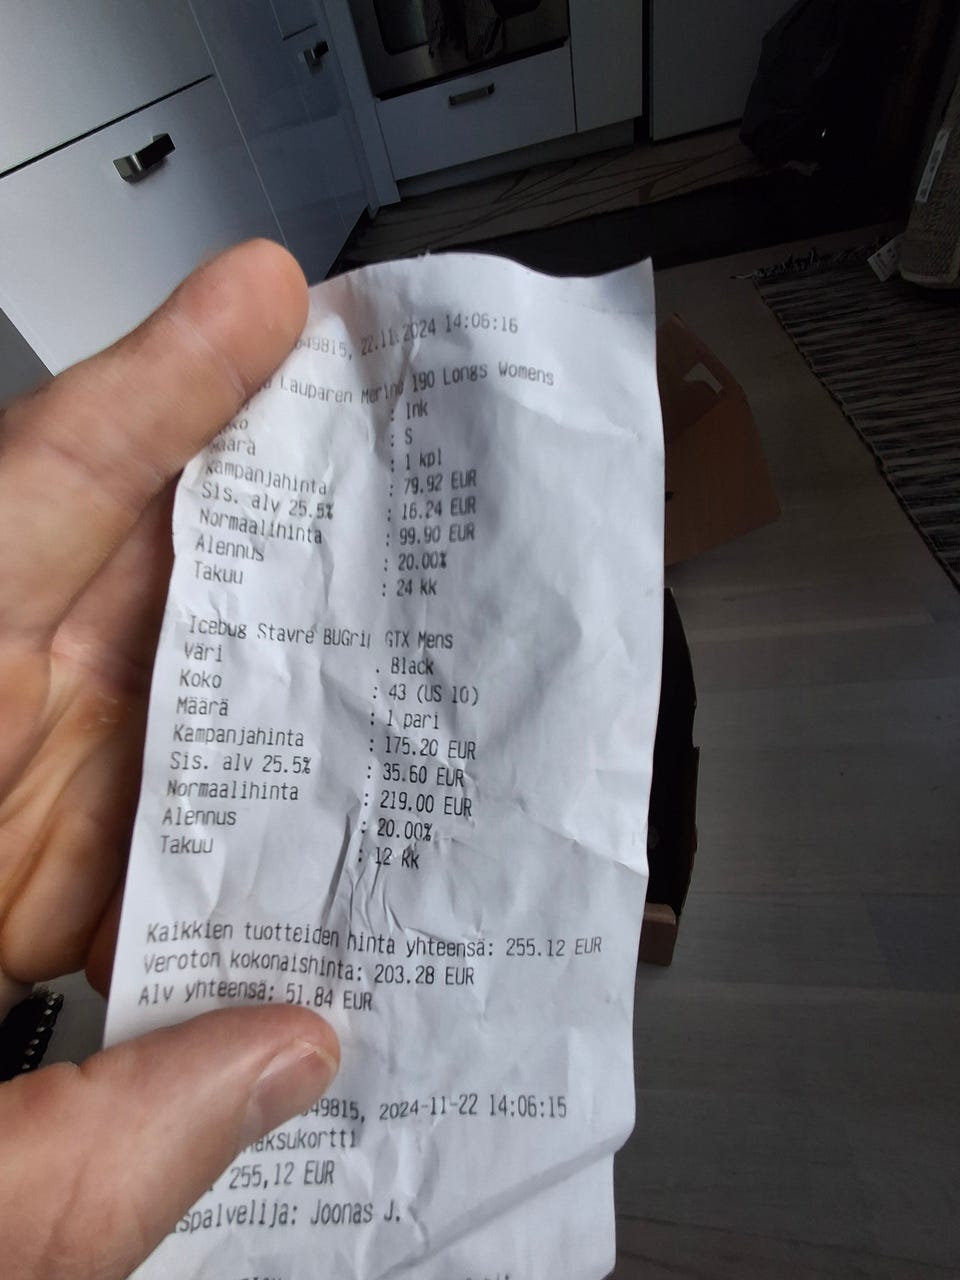 49815, 22.11.2024 14:06:16
Lauparen Merino 190 Longs Womens
: Ink
: S
Määrä : 1 kpl
Kampanjahinta : 79.92 EUR
Sis. alv 25.5% : 16.24 EUR
Normaalihinta : 99.90 EUR
Alennus : 20.00%
Takuu : 24 kk
Icebug Stavre BUGrip GTX Mens
Väri : Black
Koko : 43 (US 10)
Määrä : 1 pari
Kampanjahinta : 175.20 EUR
Sis. alv 25.5% : 35.60 EUR
Normaalihinta : 219.00 EUR
Alennus : 20.00%
Takuu : 12 kk
Kaikkien tuotteiden hinta yhteensä: 255.12 EUR
Veroton kokonaishinta: 203.28 EUR
Alv yhteensä: 51.84 EUR
49815, 2024-11-22 14:06:15
aksukortti
255,12 EUR
spalvelija: Joonas J.